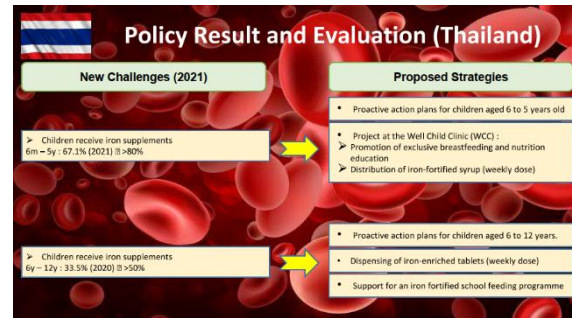 Policy Result and Evaluation (Thailand)
New Challenges (2021)
Proposed Strategies
➢ Children receive iron supplements
6m – 5y : 67.1% (2021) ⍰ >80%
• Proactive action plans for children aged 6 to 5 years old
• Project at the Well Child Clinic (WCC) :
➢ Promotion of exclusive breastfeeding and nutrition
education
➢ Distribution of iron-fortified syrup (weekly dose)
➢ Children receive iron supplements
6y – 12y : 33.5% (2020) ⍰ >50%
• Proactive action plans for children aged 6 to 12 years.
• Dispensing of iron-enriched tablets (weekly dose)
• Support for an iron fortified school feeding programme